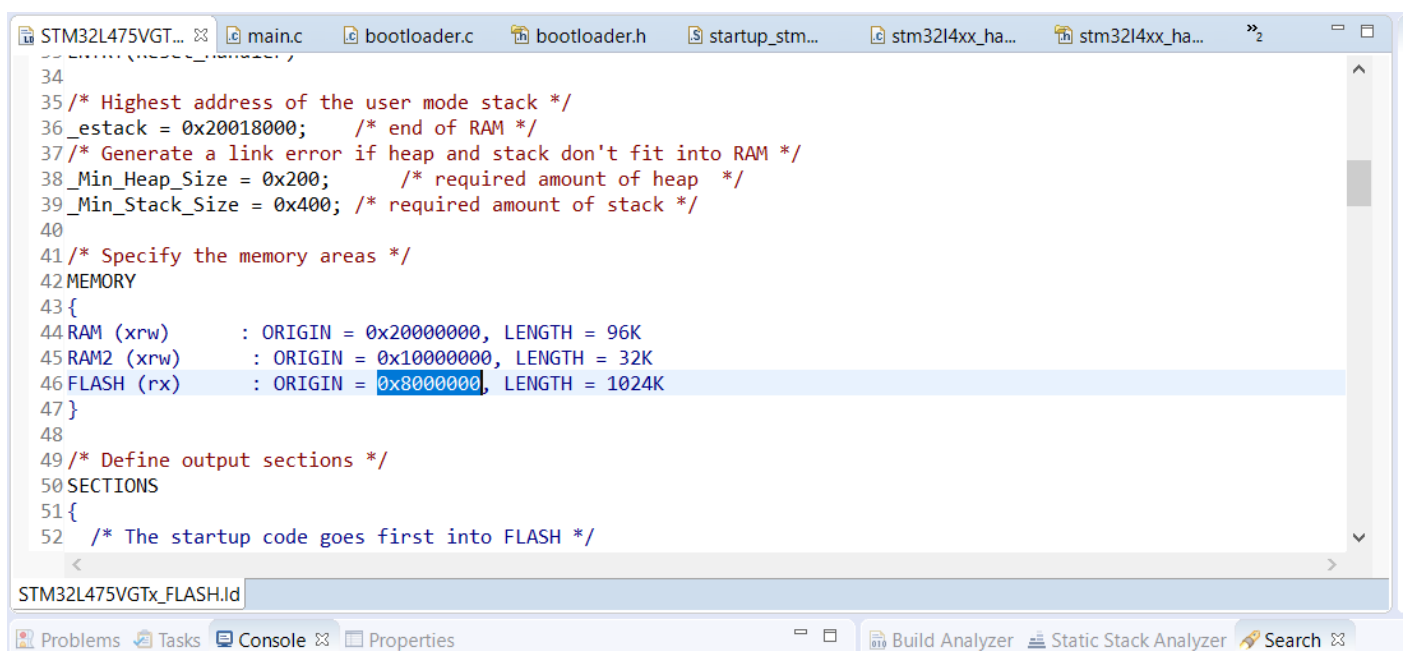 STM32L475VGT... main.c bootloader.c bootloader.h startup_stm... stm32l4xx_ha... stm32l4xx_ha... »2
33 ENTRY(Reset_Handler)
34
35 /* Highest address of the user mode stack */
36 _estack = 0x20018000;    /* end of RAM */
37 /* Generate a link error if heap and stack don't fit into RAM */
38 _Min_Heap_Size = 0x200;      /* required amount of heap  */
39 _Min_Stack_Size = 0x400; /* required amount of stack */
40
41 /* Specify the memory areas */
42 MEMORY
43 {
44 RAM (xrw)      : ORIGIN = 0x20000000, LENGTH = 96K
45 RAM2 (xrw)      : ORIGIN = 0x10000000, LENGTH = 32K
46 FLASH (rx)      : ORIGIN = 0x8000000, LENGTH = 1024K
47 }
48
49 /* Define output sections */
50 SECTIONS
51 {
52   /* The startup code goes first into FLASH */
STM32L475VGTx_FLASH.ld
Problems Tasks Console Properties Build Analyzer Static Stack Analyzer Search